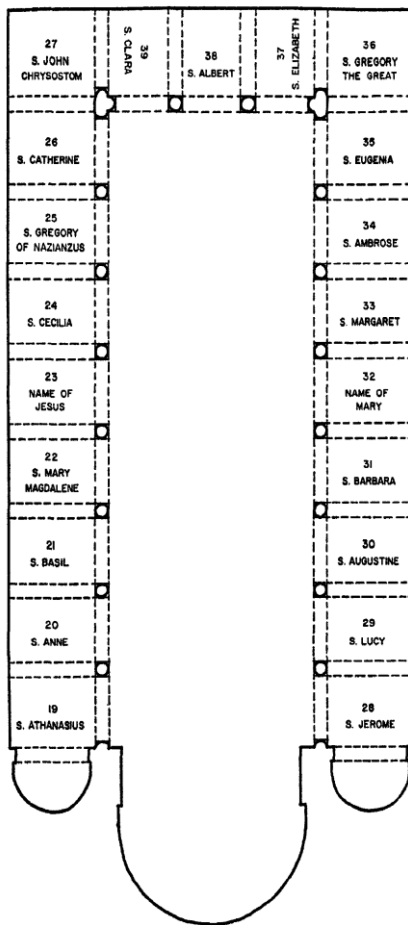 27
S. JOHN
CHRYSOSTOM
S. CLARA
39
38
S. ALBERT
37
S. ELIZABETH
36
S. GREGORY
THE GREAT
26
S. CATHERINE
35
S. EUGENIA
25
S. GREGORY
OF NAZIANZUS
34
S. AMBROSE
24
S. CECILIA
33
S. MARGARET
23
NAME OF
JESUS
32
NAME OF
MARY
22
S. MARY
MAGDALENE
31
S. BARBARA
21
S. BASIL
30
S. AUGUSTINE
20
S. ANNE
29
S. LUCY
19
S. ATHANASIUS
28
S. JEROME